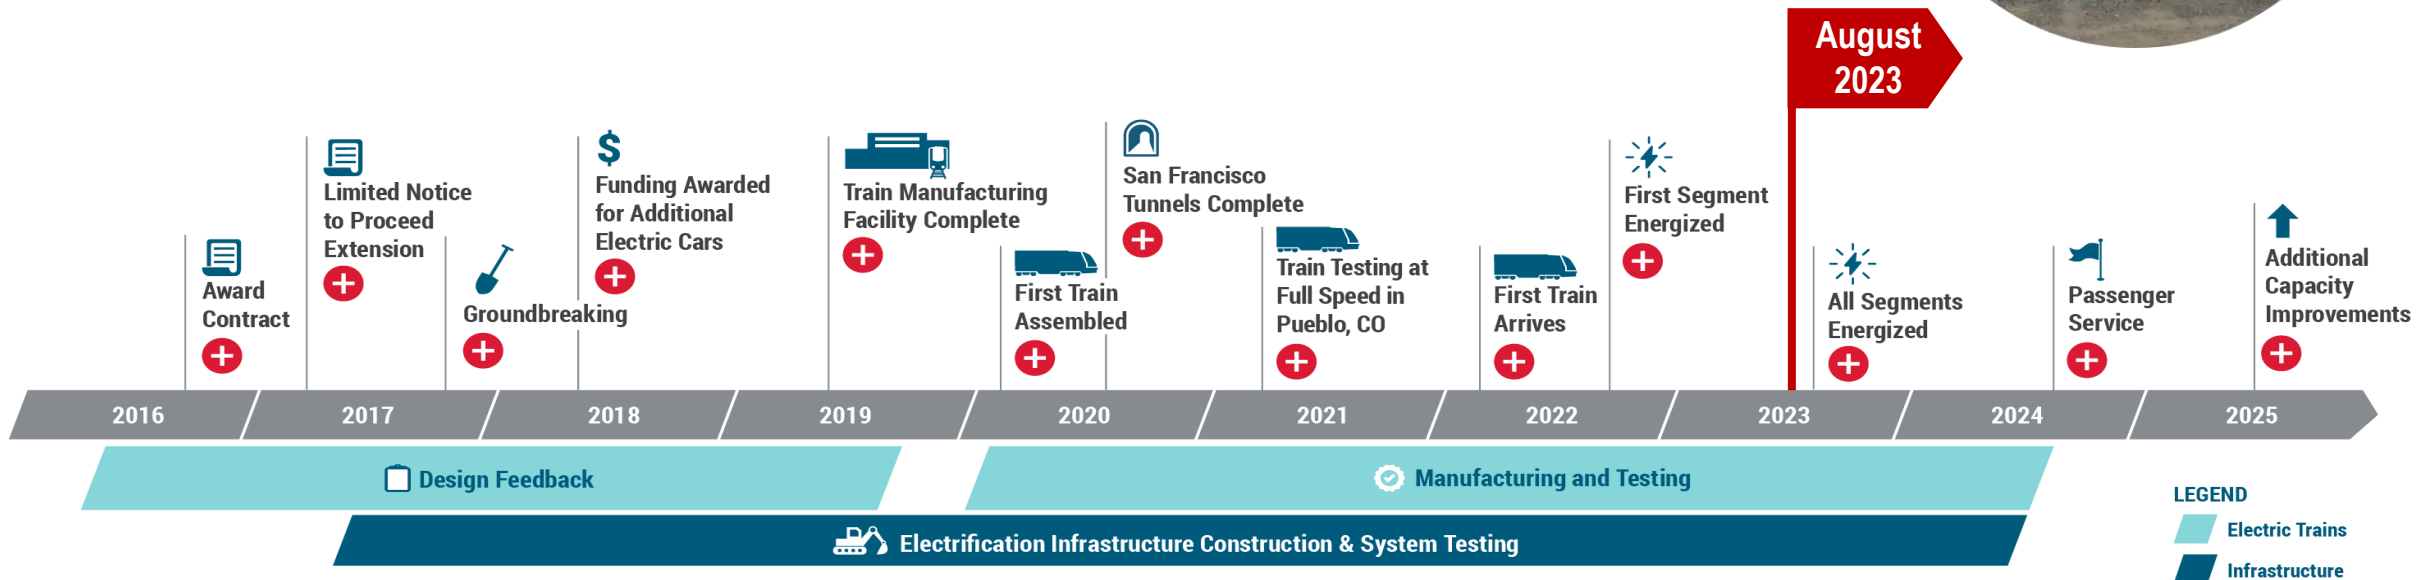 August
2023
Award
Contract
Limited Notice
to Proceed
Extension
Groundbreaking
$
Funding Awarded
for Additional
Electric Cars
Train Manufacturing
Facility Complete
First Train
Assembled
San Francisco
Tunnels Complete
Train Testing at
Full Speed in
Pueblo, CO
First Train
Arrives
First Segment
Energized
All Segments
Energized
Passenger
Service
Additional
Capacity
Improvements
2016 2017 2018 2019 2020 2021 2022 2023 2024 2025
Design Feedback
Manufacturing and Testing
Electrification Infrastructure Construction & System Testing
LEGEND
Electric Trains
Infrastructure